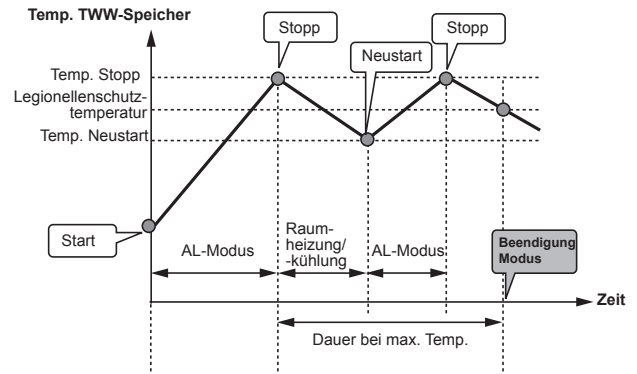 Temp. TWW-Speicher
Stopp
Stopp
Neustart
Temp. Stopp
Legionellenschutz-
temperatur
Temp. Neustart
Start
AL-Modus
Raum-
heizung/
-kühlung
AL-Modus
Beendigung
Modus
Zeit
Dauer bei max. Temp.